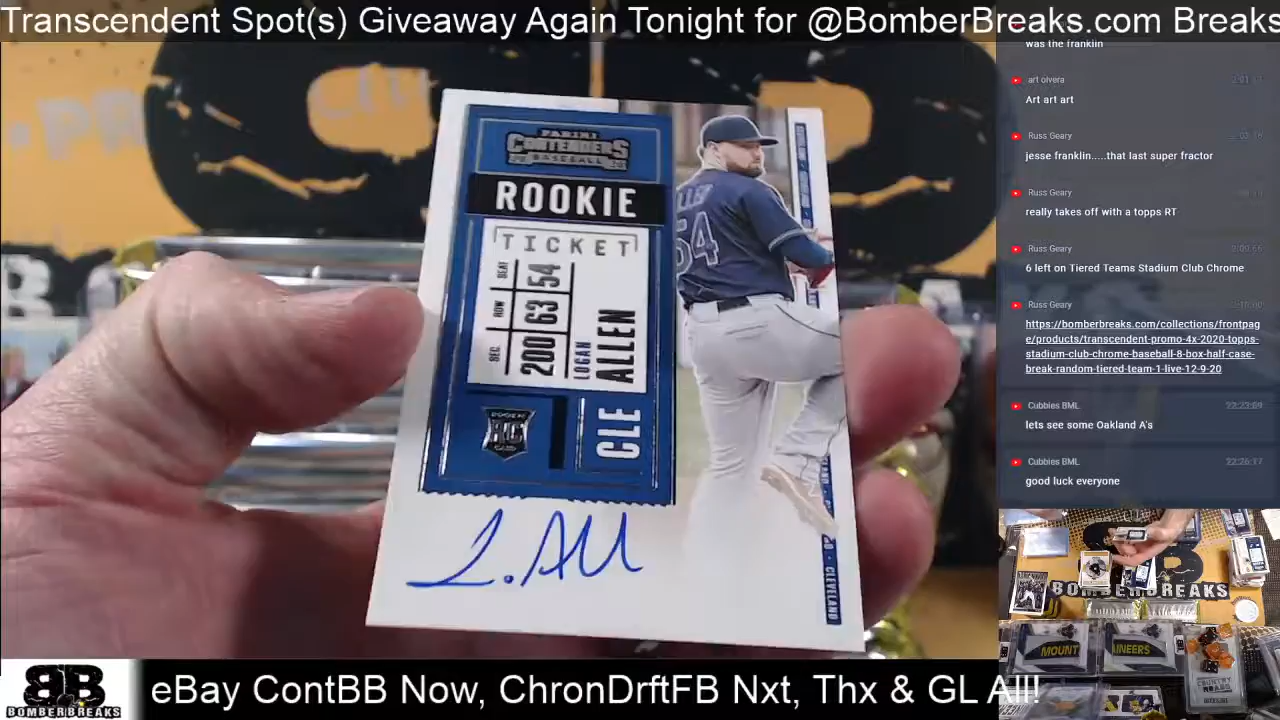 Transcendent Spot(s) Giveaway Again Tonight for @BomberBreaks.com Breaks
was the franklin
art olvera
Art art art
Russ Geary
jesse franklin.....that last super fractor
Russ Geary
really takes off with a topps RT
Russ Geary
6 left on Tiered Teams Stadium Club Chrome
Russ Geary
https://bomberbreaks.com/collections/frontpag
e/products/transcendent-promo-4x-2020-topps-
stadium-club-chrome-baseball-8-box-half-case-
break-random-tiered-team-1-live-12-9-20
Cubbies BML
lets see some Oakland A's
Cubbies BML
good luck everyone
PANINI
CONTENDERS
20 BASEBALL 20
ROOKIE
TICKET
SEC. ROW SEAT
200 63 54
LOGAN
ALLEN
CLE
RC
54
CLEVELAND
L. All
BOMBERBREAKS
MOUNT
AINEERS
BB
BOMBERBREAKS
eBay ContBB Now, ChronDrftFB Nxt, Thx & GL All!